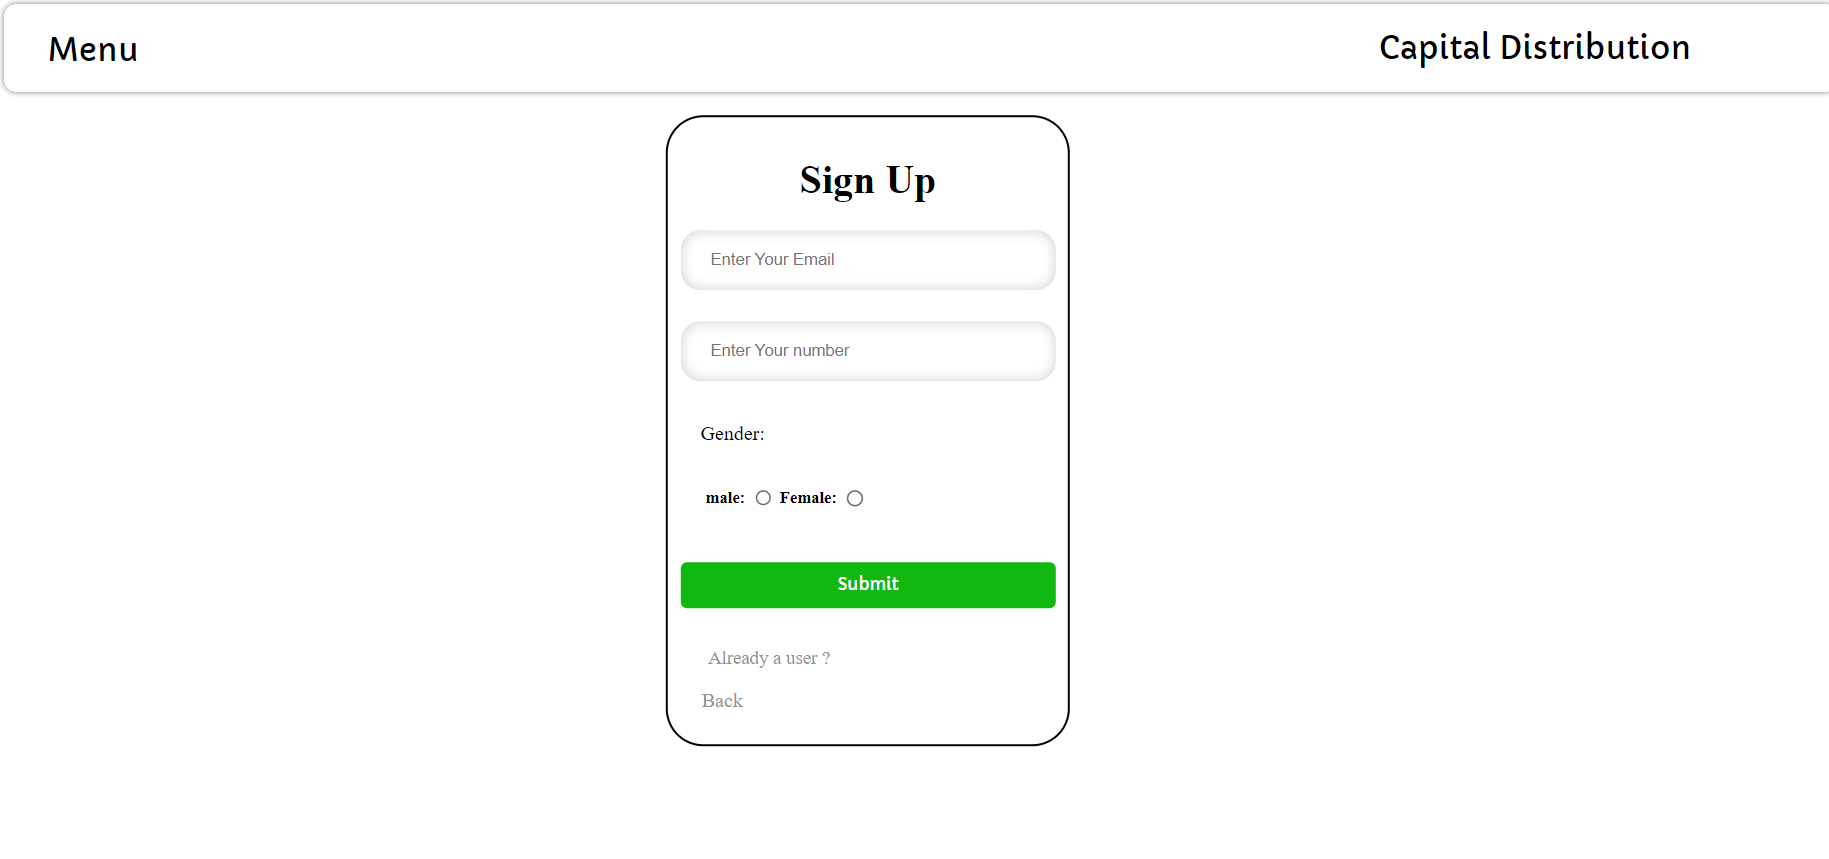 Menu
Capital Distribution
Sign Up
Enter Your Email
Enter Your number
Gender:
male: Female:
Submit
Already a user ?
Back